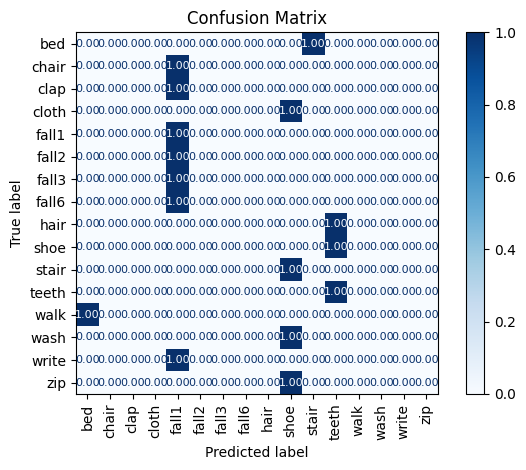 Confusion Matrix
True label
bed 0.00 0.00 0.00 0.00 0.00 0.00 0.00 0.00 0.00 0.00 1.00 0.00 0.00 0.00 0.00 0.00
chair 0.00 0.00 0.00 0.00 1.00 0.00 0.00 0.00 0.00 0.00 0.00 0.00 0.00 0.00 0.00 0.00
clap 0.00 0.00 0.00 0.00 1.00 0.00 0.00 0.00 0.00 0.00 0.00 0.00 0.00 0.00 0.00 0.00
cloth 0.00 0.00 0.00 0.00 0.00 0.00 0.00 0.00 0.00 1.00 0.00 0.00 0.00 0.00 0.00 0.00
fall1 0.00 0.00 0.00 0.00 1.00 0.00 0.00 0.00 0.00 0.00 0.00 0.00 0.00 0.00 0.00 0.00
fall2 0.00 0.00 0.00 0.00 1.00 0.00 0.00 0.00 0.00 0.00 0.00 0.00 0.00 0.00 0.00 0.00
fall3 0.00 0.00 0.00 0.00 1.00 0.00 0.00 0.00 0.00 0.00 0.00 0.00 0.00 0.00 0.00 0.00
fall6 0.00 0.00 0.00 0.00 1.00 0.00 0.00 0.00 0.00 0.00 0.00 0.00 0.00 0.00 0.00 0.00
hair 0.00 0.00 0.00 0.00 0.00 0.00 0.00 0.00 0.00 0.00 0.00 1.00 0.00 0.00 0.00 0.00
shoe 0.00 0.00 0.00 0.00 0.00 0.00 0.00 0.00 0.00 0.00 0.00 1.00 0.00 0.00 0.00 0.00
stair 0.00 0.00 0.00 0.00 0.00 0.00 0.00 0.00 0.00 1.00 0.00 0.00 0.00 0.00 0.00 0.00
teeth 0.00 0.00 0.00 0.00 0.00 0.00 0.00 0.00 0.00 0.00 0.00 1.00 0.00 0.00 0.00 0.00
walk 1.00 0.00 0.00 0.00 0.00 0.00 0.00 0.00 0.00 0.00 0.00 0.00 0.00 0.00 0.00 0.00
wash 0.00 0.00 0.00 0.00 0.00 0.00 0.00 0.00 0.00 1.00 0.00 0.00 0.00 0.00 0.00 0.00
write 0.00 0.00 0.00 0.00 1.00 0.00 0.00 0.00 0.00 0.00 0.00 0.00 0.00 0.00 0.00 0.00
zip 0.00 0.00 0.00 0.00 0.00 0.00 0.00 0.00 0.00 1.00 0.00 0.00 0.00 0.00 0.00 0.00
bed chair clap cloth fall1 fall2 fall3 fall6 hair shoe stair teeth walk wash write zip
Predicted label
1.0
0.8
0.6
0.4
0.2
0.0